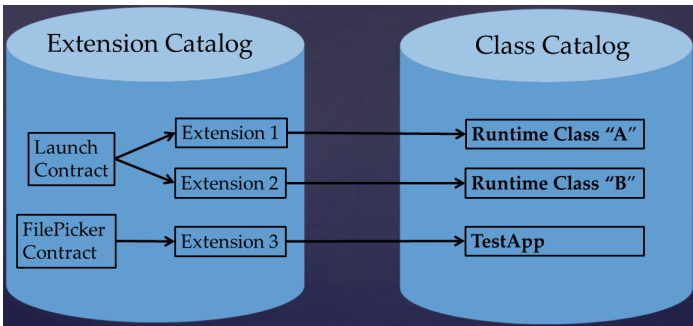 Extension Catalog
Class Catalog
Launch
Contract
Extension 1
Runtime Class “A”
Extension 2
Runtime Class “B”
FilePicker
Contract
Extension 3
TestApp